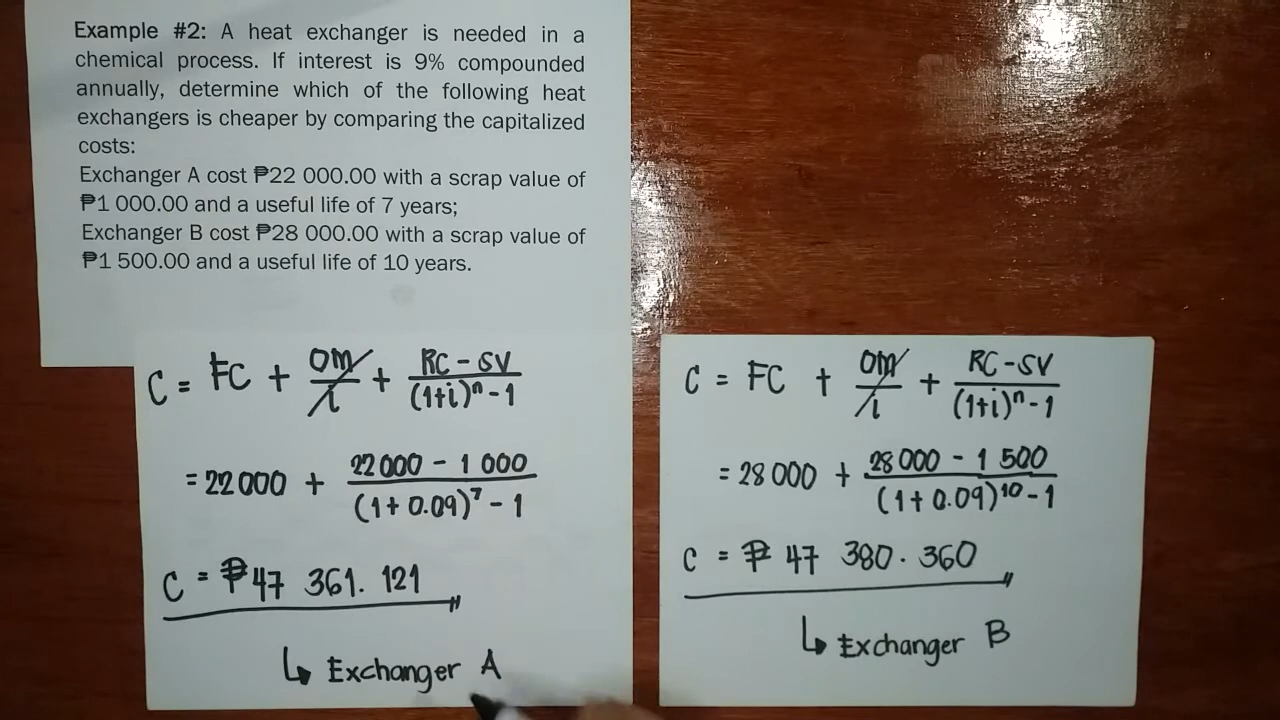 Example #2: A heat exchanger is needed in a
chemical process. If interest is 9% compounded
annually, determine which of the following heat
exchangers is cheaper by comparing the capitalized
costs:
Exchanger A cost ₱22 000.00 with a scrap value of
₱1 000.00 and a useful life of 7 years;
Exchanger B cost ₱28 000.00 with a scrap value of
₱1 500.00 and a useful life of 10 years.
C = FC + OM/i + RC - SV/(1+i)^n - 1
= 22 000 + 22 000 - 1 000/(1 + 0.09)^7 - 1
C = ₱47 361. 121
↳ Exchanger A
C = FC + OM/i + RC - SV/(1+i)^n - 1
= 28 000 + 28 000 - 1 500/(1 + 0.09)^10 - 1
C = ₱ 47 380. 360
↳ Exchanger B